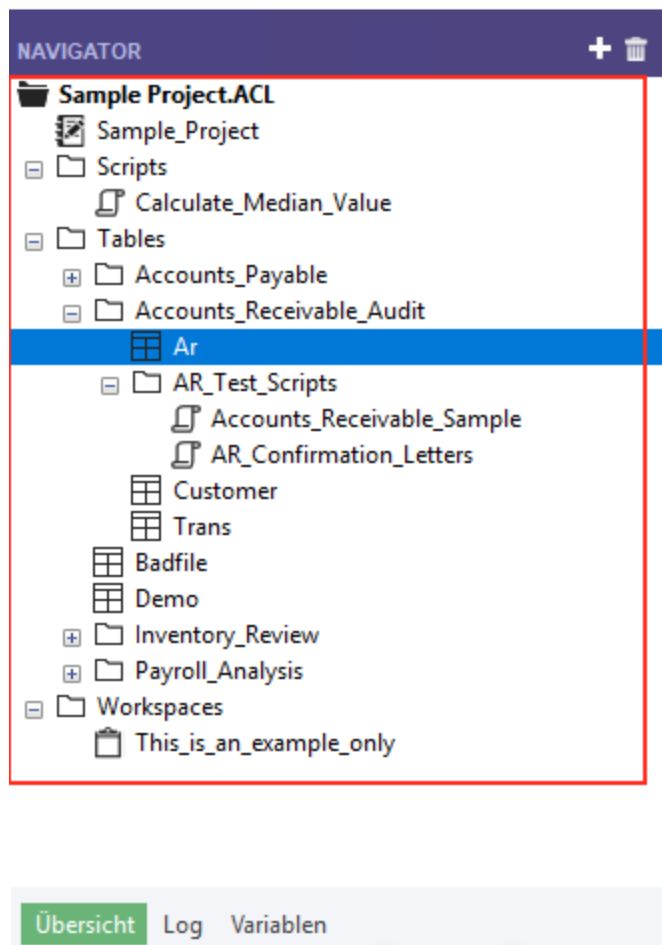 NAVIGATOR
Sample Project.ACL
Sample_Project
Scripts
Calculate_Median_Value
Tables
Accounts_Payable
Accounts_Receivable_Audit
Ar
AR_Test_Scripts
Accounts_Receivable_Sample
AR_Confirmation_Letters
Customer
Trans
Badfile
Demo
Inventory_Review
Payroll_Analysis
Workspaces
This_is_an_example_only
Übersicht Log Variablen